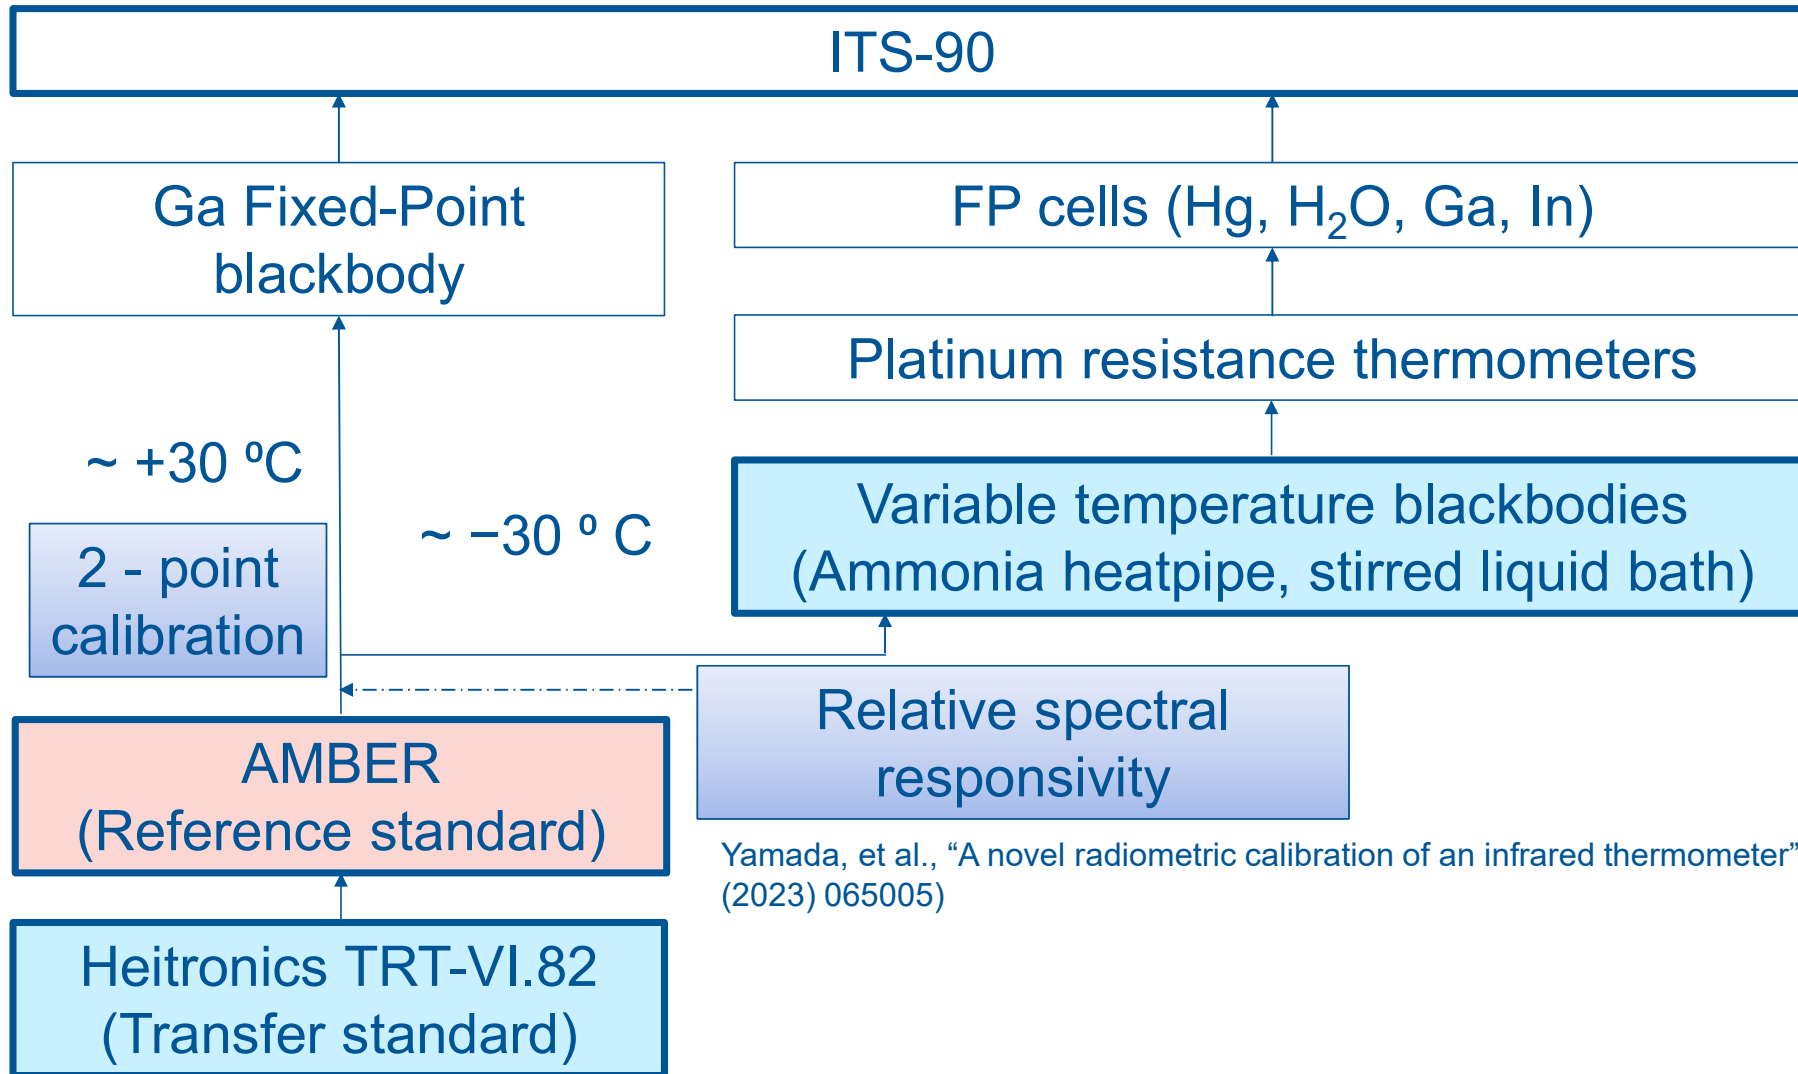 ITS-90
Ga Fixed-Point
blackbody
FP cells (Hg, H₂O, Ga, In)
Platinum resistance thermometers
~ +30 ºC
~ −30 º C
2 - point
calibration
Variable temperature blackbodies
(Ammonia heatpipe, stirred liquid bath)
Relative spectral
responsivity
AMBER
(Reference standard)
Yamada, et al., “A novel radiometric calibration of an infrared thermometer”
(2023) 065005)
Heitronics TRT-VI.82
(Transfer standard)